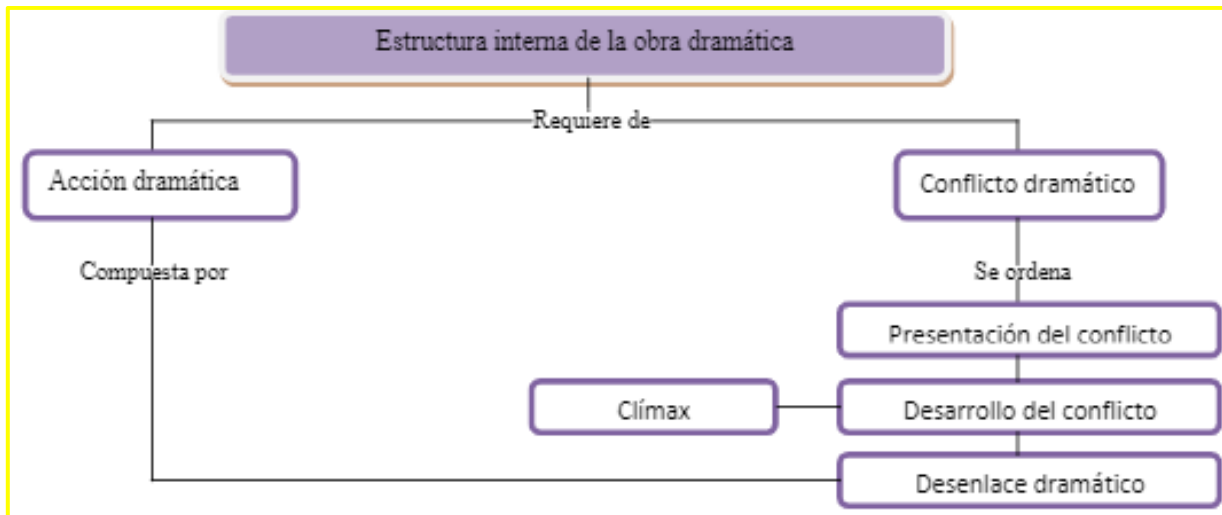 Estructura interna de la obra dramática
Requiere de
Acción dramática
Conflicto dramático
Compuesta por
Se ordena
Presentación del conflicto
Clímax
Desarrollo del conflicto
Desenlace dramático